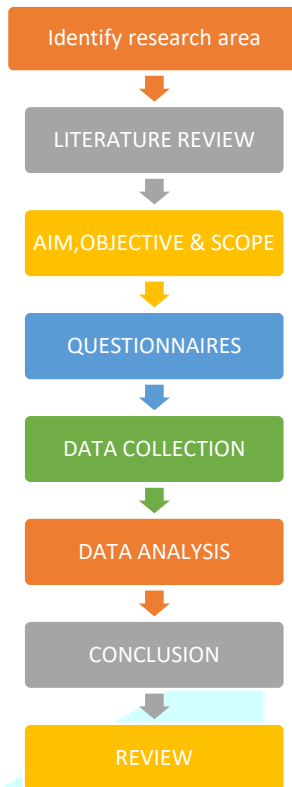 Identify research area
LITERATURE REVIEW
AIM,OBJECTIVE & SCOPE
QUESTIONNAIRES
DATA COLLECTION
DATA ANALYSIS
CONCLUSION
REVIEW